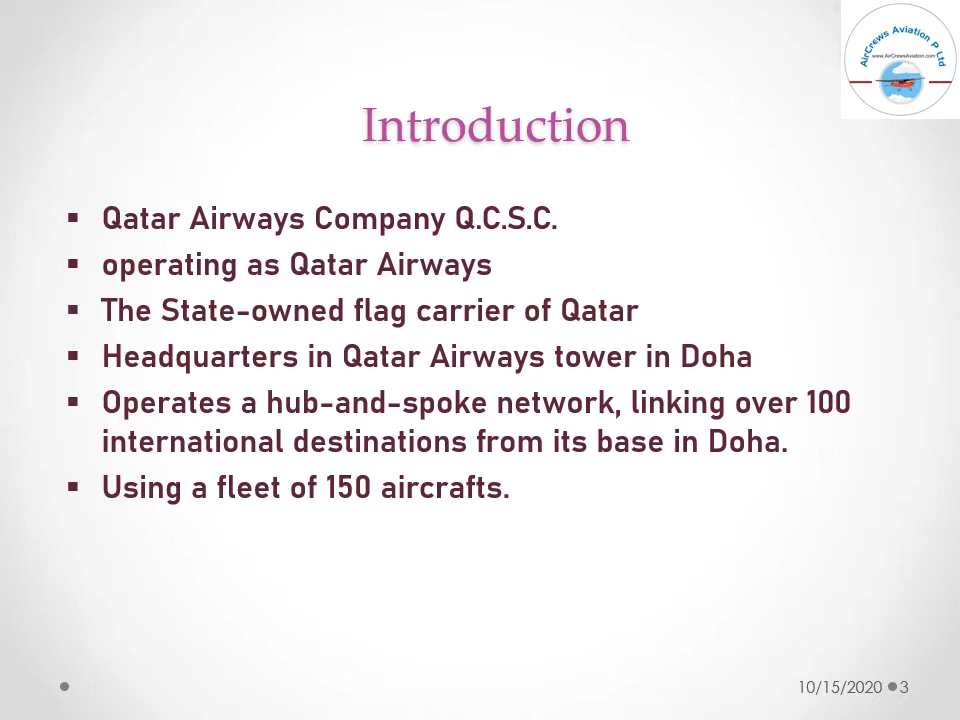 AirCrews Aviation P Ltd
www.AirCrewsAviation.com
Introduction
▪ Qatar Airways Company Q.C.S.C.
▪ operating as Qatar Airways
▪ The State-owned flag carrier of Qatar
▪ Headquarters in Qatar Airways tower in Doha
▪ Operates a hub-and-spoke network, linking over 100
international destinations from its base in Doha.
▪ Using a fleet of 150 aircrafts.
10/15/2020 ● 3